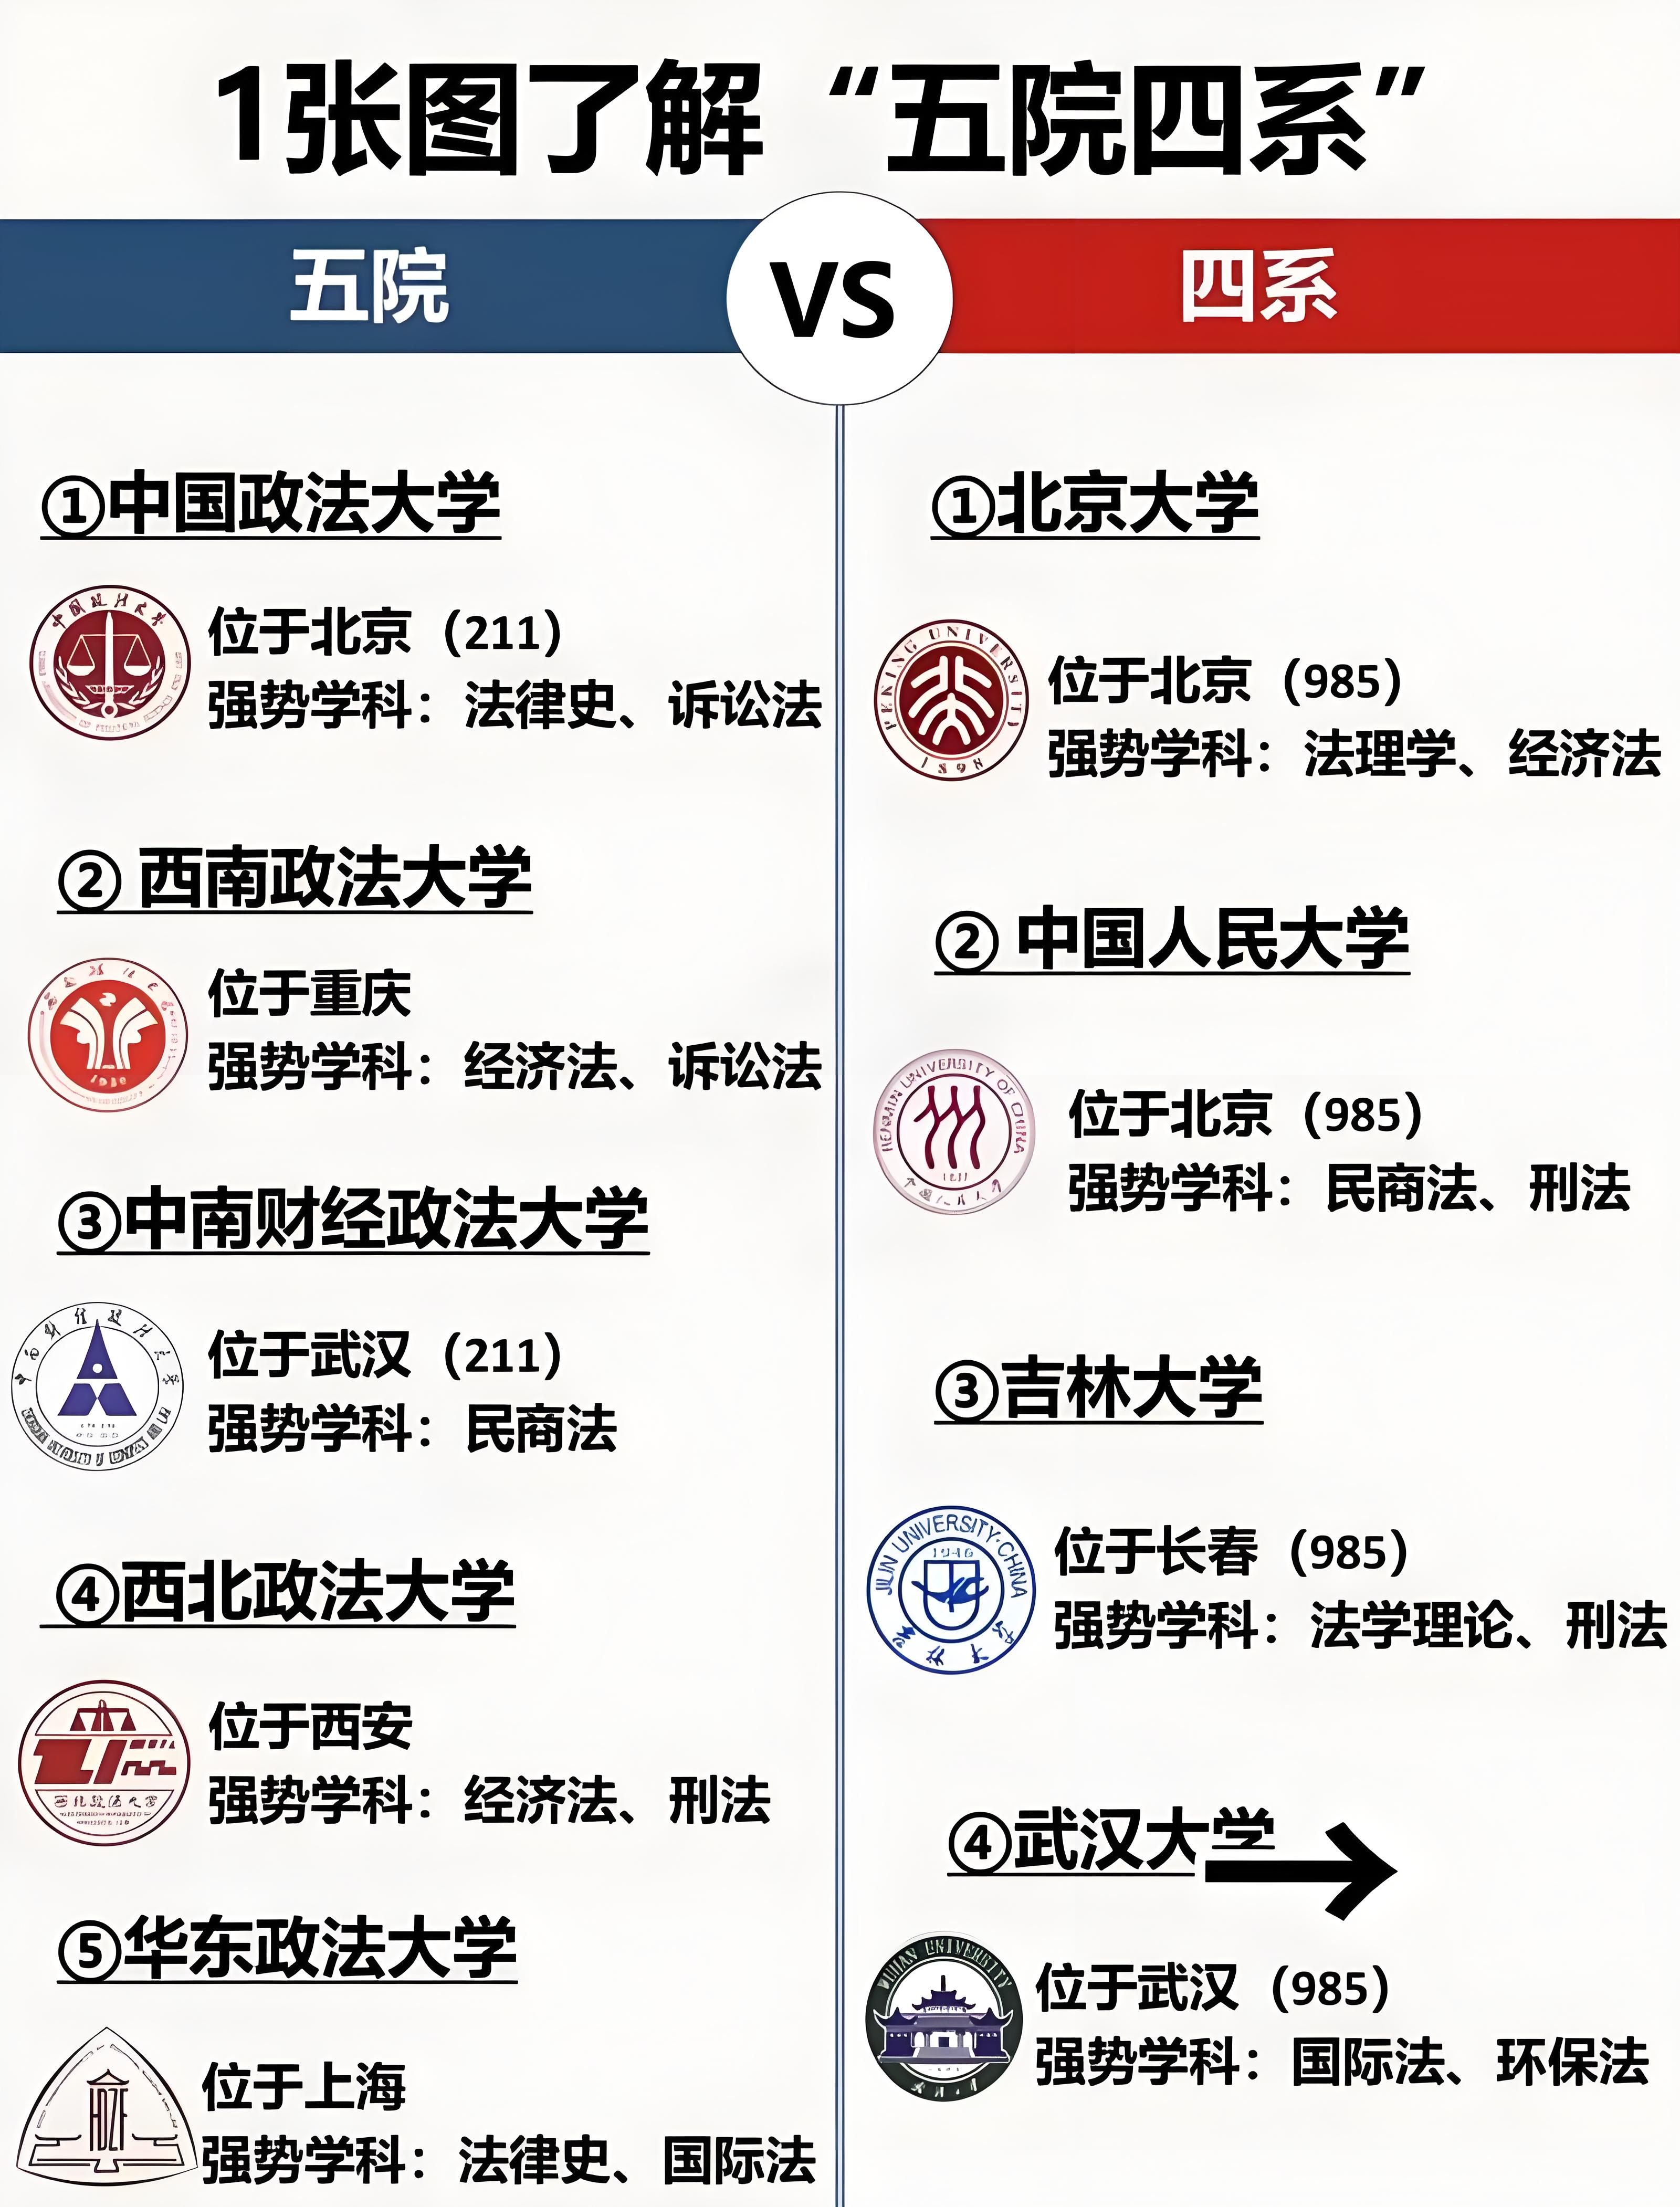 1张图了解“五院四系”
五院
VS
四系
①中国政法大学
位于北京（211）
强势学科：法律史、诉讼法
② 西南政法大学
位于重庆
强势学科：经济法、诉讼法
③中南财经政法大学
位于武汉（211）
强势学科：民商法
④西北政法大学
位于西安
强势学科：经济法、刑法
⑤华东政法大学
HDZF
位于上海
强势学科：法律史、国际法
①北京大学
PEKING UNIVERSITY
1898
位于北京（985）
强势学科：法理学、经济法
② 中国人民大学
RENMIN UNIVERSITY OF CHINA
位于北京（985）
强势学科：民商法、刑法
③吉林大学
JILIN UNIVERSITY·CHINA
1946
位于长春（985）
强势学科：法学理论、刑法
④武汉大学
WUHAN UNIVERSITY
位于武汉（985）
强势学科：国际法、环保法